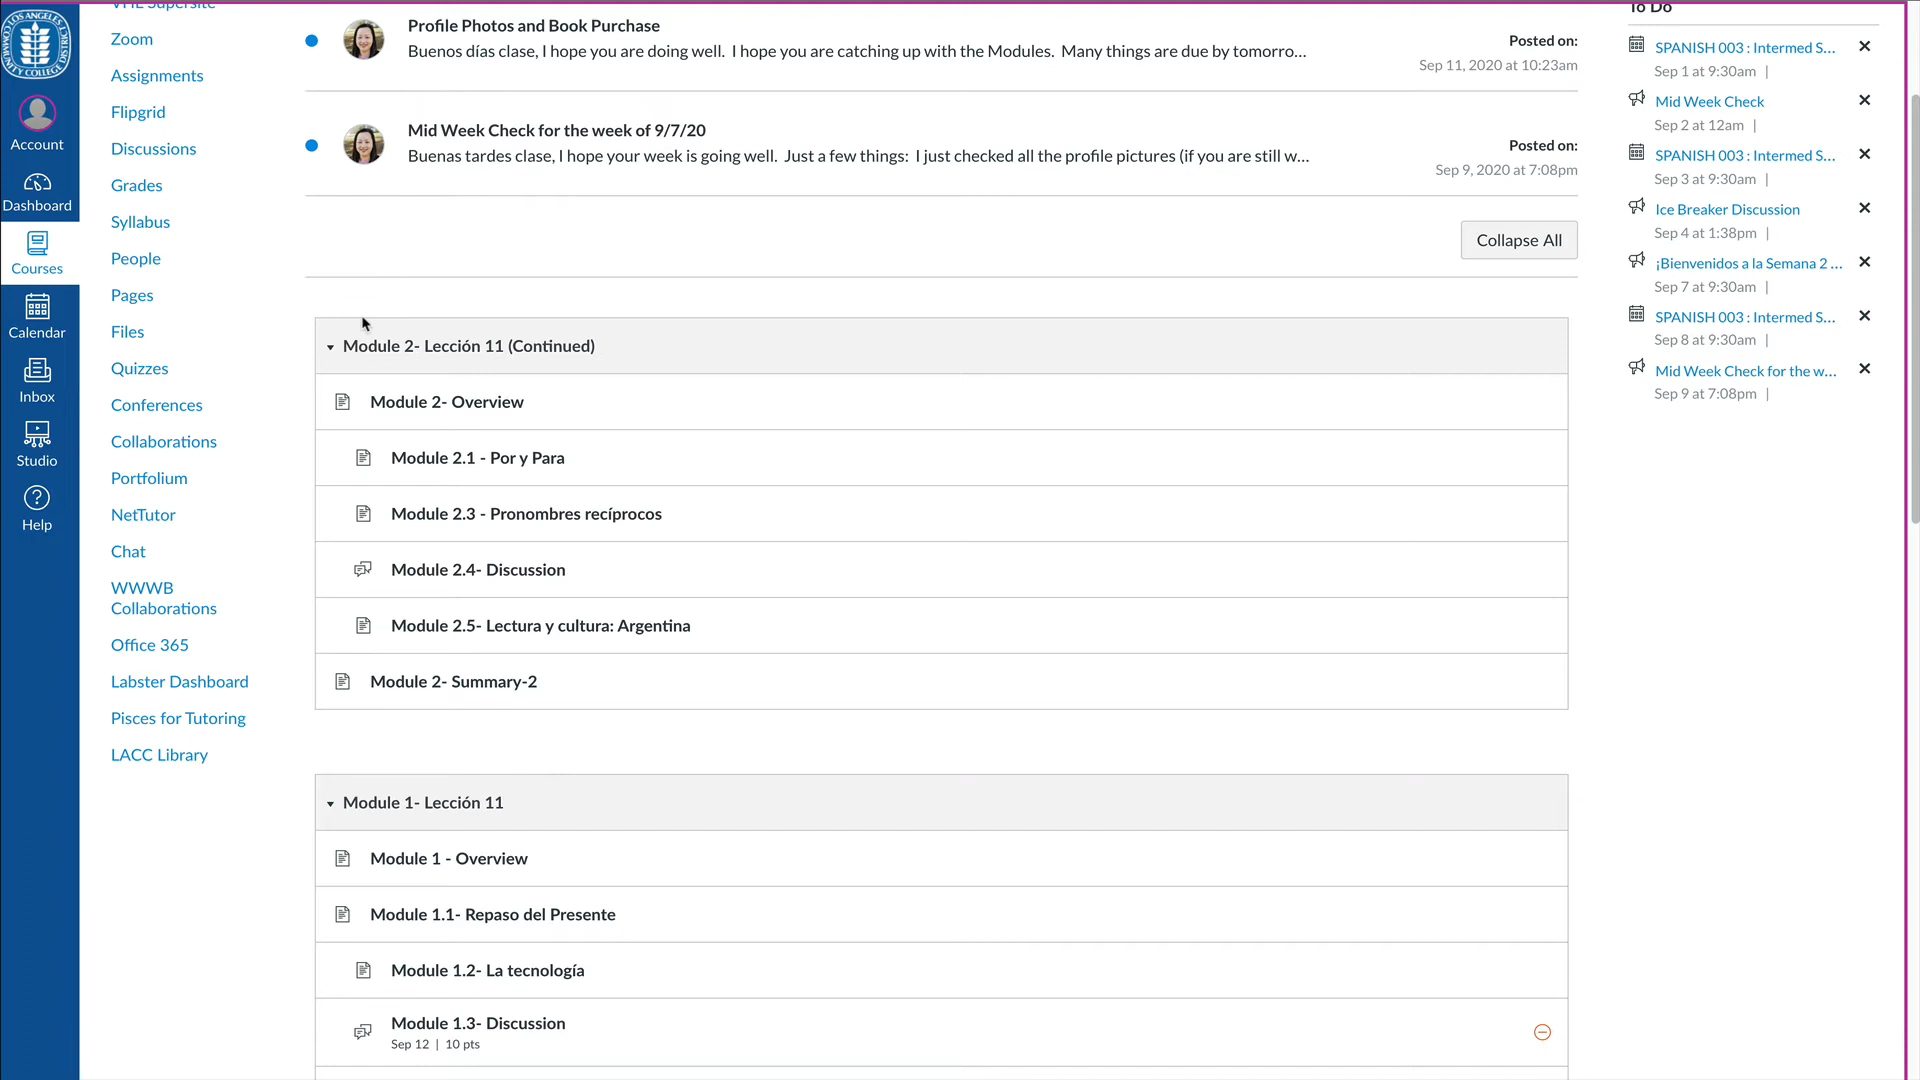 LOS ANGELES
COMMUNITY COLLEGE DISTRICT
Account
Dashboard
Courses
Calendar
Inbox
Studio
Help
VHL Supersite
Zoom
Assignments
Flipgrid
Discussions
Grades
Syllabus
People
Pages
Files
Quizzes
Conferences
Collaborations
Portfolium
NetTutor
Chat
WWWB
Collaborations
Office 365
Labster Dashboard
Pisces for Tutoring
LACC Library
Profile Photos and Book Purchase
Buenos días clase, I hope you are doing well.  I hope you are catching up with the Modules.  Many things are due by tomorro...
Posted on:
Sep 11, 2020 at 10:23am
Mid Week Check for the week of 9/7/20
Buenas tardes clase, I hope your week is going well.  Just a few things:  I just checked all the profile pictures (if you are still w...
Posted on:
Sep 9, 2020 at 7:08pm
Collapse All
Module 2- Lección 11 (Continued)
Module 2- Overview
Module 2.1 - Por y Para
Module 2.3 - Pronombres recíprocos
Module 2.4- Discussion
Module 2.5- Lectura y cultura: Argentina
Module 2- Summary-2
Module 1- Lección 11
Module 1 - Overview
Module 1.1- Repaso del Presente
Module 1.2- La tecnología
Module 1.3- Discussion
Sep 12 | 10 pts
To Do
SPANISH 003 : Intermed S...
Sep 1 at 9:30am |
Mid Week Check
Sep 2 at 12am |
SPANISH 003 : Intermed S...
Sep 3 at 9:30am |
Ice Breaker Discussion
Sep 4 at 1:38pm |
¡Bienvenidos a la Semana 2 ...
Sep 7 at 9:30am |
SPANISH 003 : Intermed S...
Sep 8 at 9:30am |
Mid Week Check for the w...
Sep 9 at 7:08pm |